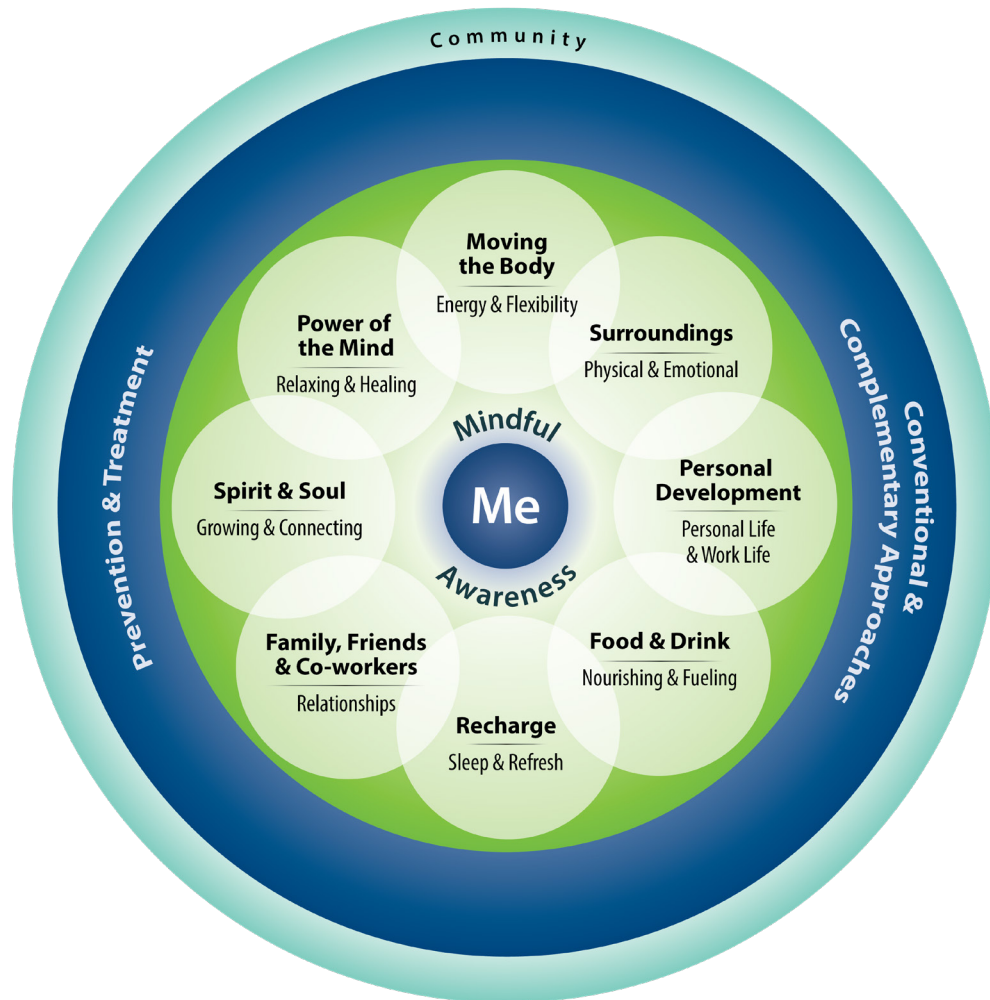 Community
Prevention & Treatment
Conventional &
Complementary Approaches
Moving
the Body
Energy & Flexibility
Surroundings
Physical & Emotional
Personal
Development
Personal Life
& Work Life
Food & Drink
Nourishing & Fueling
Recharge
Sleep & Refresh
Family, Friends
& Co-workers
Relationships
Spirit & Soul
Growing & Connecting
Power of
the Mind
Relaxing & Healing
Mindful
Me
Awareness